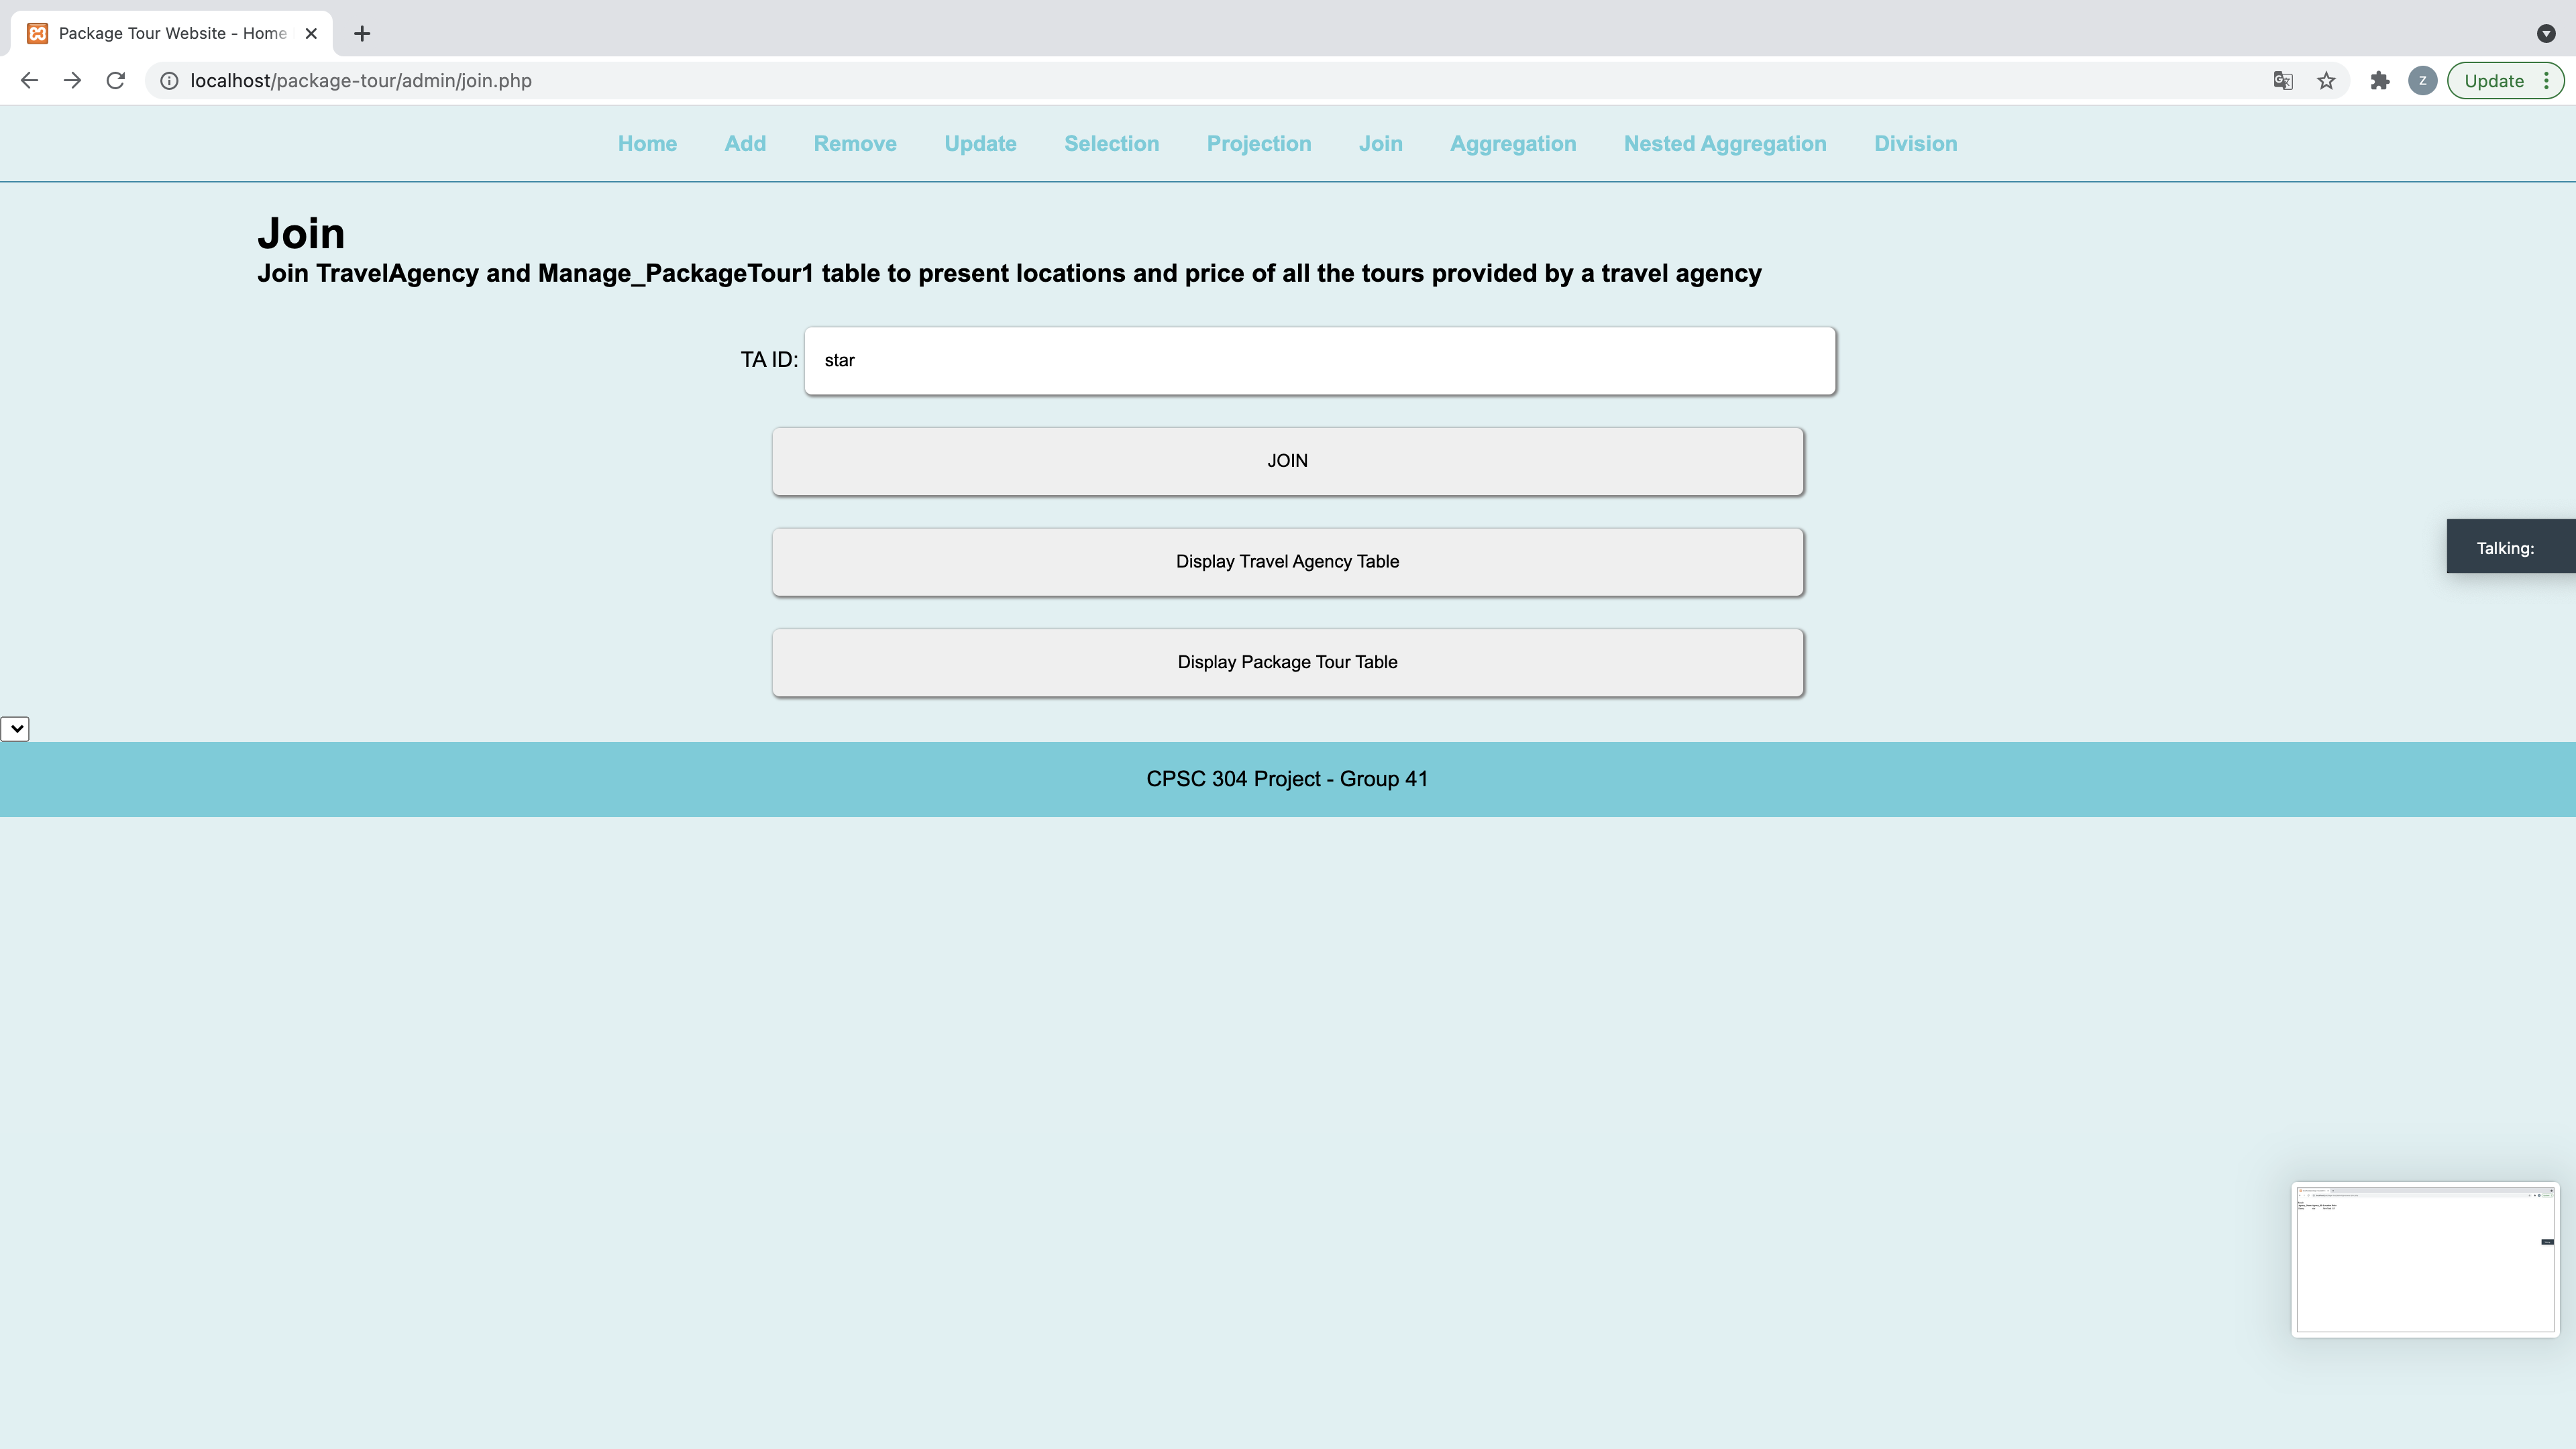 Package Tour Website - Home
localhost/package-tour/admin/join.php
Z
Update
Home Add Remove Update Selection Projection Join Aggregation Nested Aggregation Division
Join
Join TravelAgency and Manage_PackageTour1 table to present locations and price of all the tours provided by a travel agency
TA ID: star
JOIN
Talking:
Display Travel Agency Table
Display Package Tour Table
CPSC 304 Project - Group 41